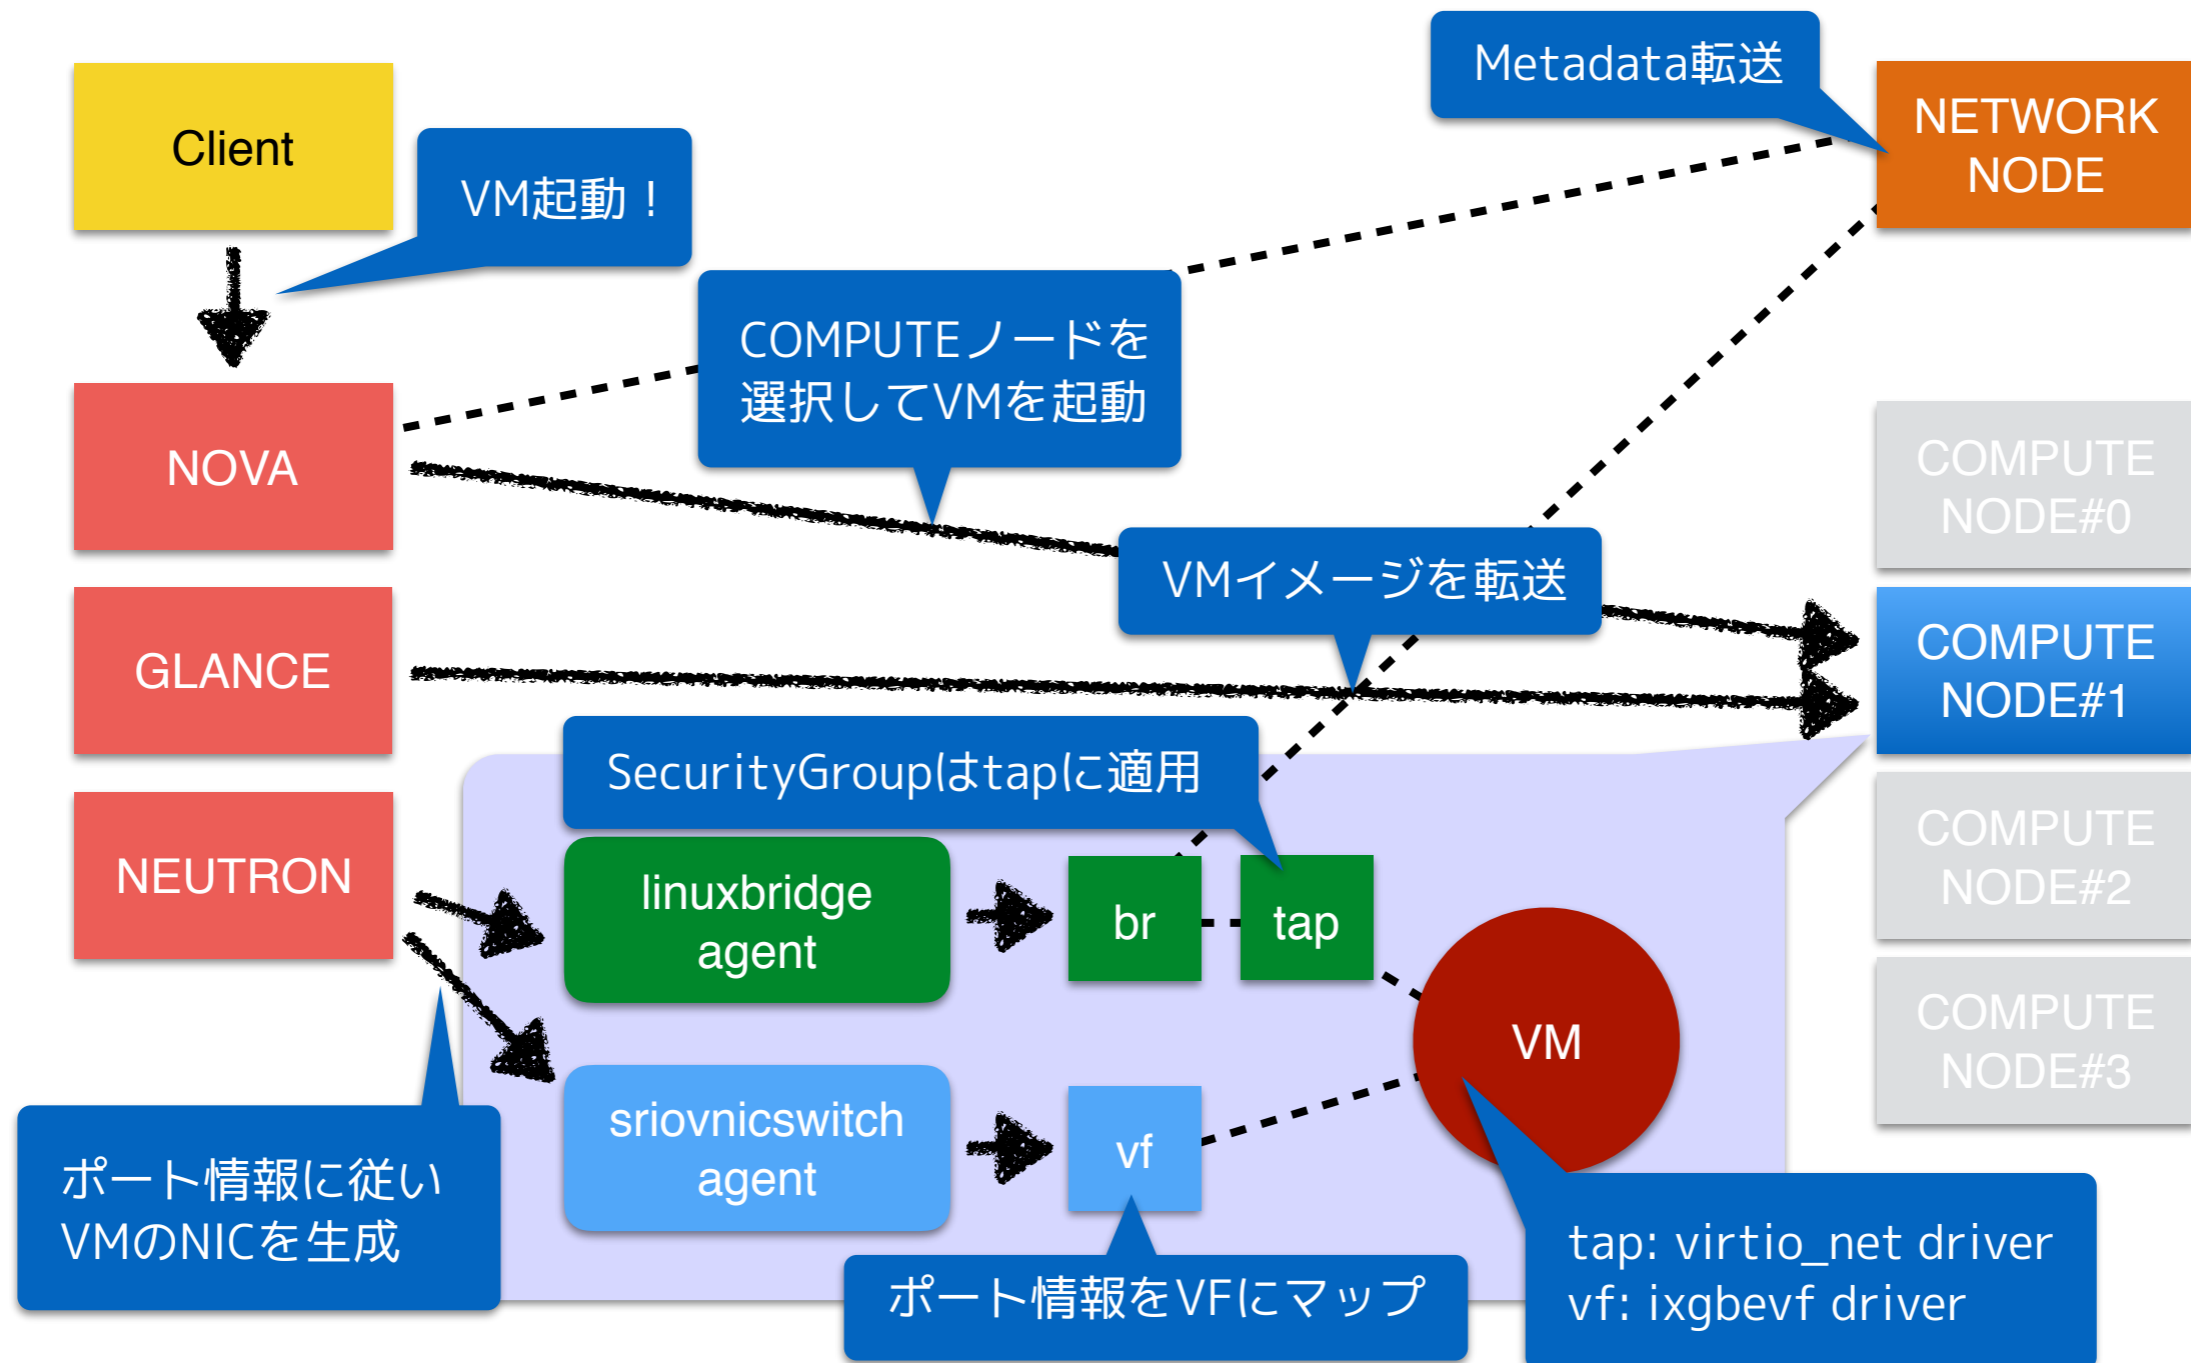 Metadata転送
NETWORK
NODE
Client
VM起動！
COMPUTEノードを
選択してVMを起動
NOVA
COMPUTE
NODE#0
VMイメージを転送
GLANCE
COMPUTE
NODE#1
SecurityGroupはtapに適用
NEUTRON
linuxbridge
agent
br
tap
COMPUTE
NODE#2
VM
COMPUTE
NODE#3
sriovnicswitch
agent
vf
ポート情報に従い
VMのNICを生成
ポート情報をVFにマップ
tap: virtio_net driver
vf: ixgbevf driver